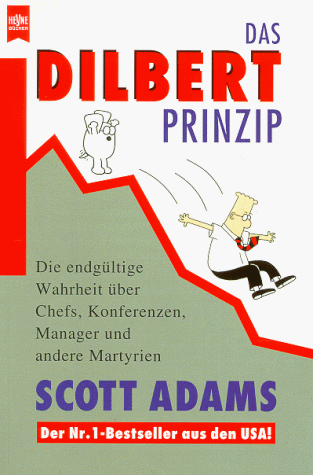 HEYNE
BÜCHER
DAS
DILBERT
PRINZIP
Die endgültige
Wahrheit über
Chefs, Konferenzen,
Manager und
andere Martyrien
SCOTT ADAMS
Der Nr.1-Bestseller aus den USA!